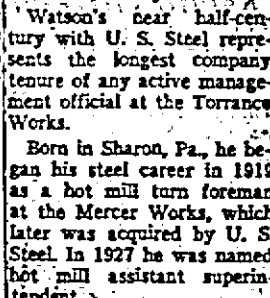 Watson's near half-cen-
tury with U. S. Steel repre-
sents the longest company
tenure of any active manage-
ment official at the Torrance
Works.
Born in Sharon, Pa., he be-
gan his steel career in 1919
as a hot mill turn foreman
at the Mercer Works, which
later was acquired by U. S.
Steel. In 1927 he was named
hot mill assistant superin-
tendent.